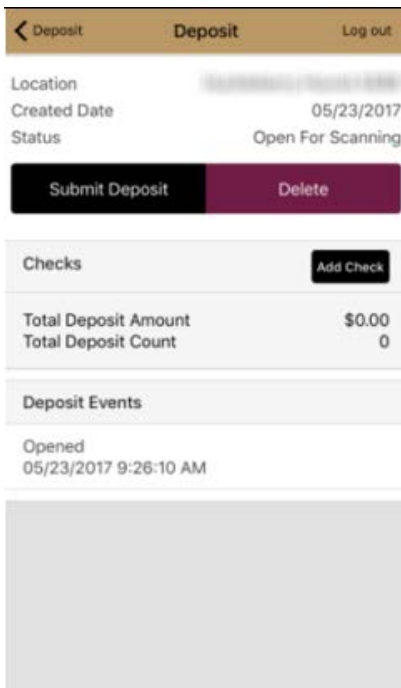 Deposit Deposit Log out
Location
Created Date 05/23/2017
Status Open For Scanning
Submit Deposit Delete
Checks Add Check
Total Deposit Amount $0.00
Total Deposit Count 0
Deposit Events
Opened
05/23/2017 9:26:10 AM